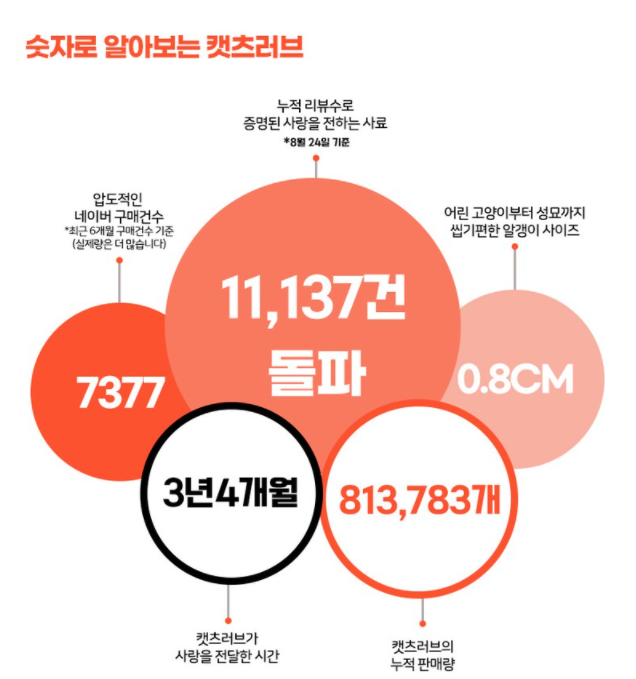 숫자로 알아보는 캣츠러브
누적 리뷰수로
증명된 사랑을 전하는 사료
*8월 24일 기준
압도적인
네이버 구매건수
*최근 6개월 구매건수 기준
(실제량은 더 많습니다)
어린 고양이부터 성묘까지
씹기편한 알갱이 사이즈
11,137건
돌파
7377
0.8CM
3년 4개월
813,783개
캣츠러브가
사랑을 전달한 시간
캣츠러브의
누적 판매량